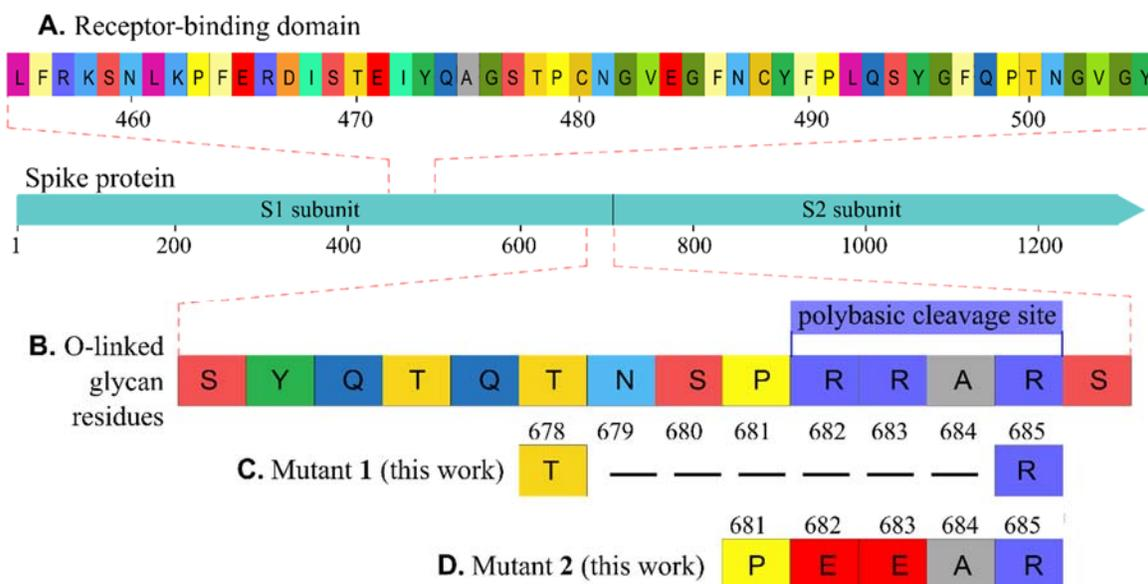 A. Receptor-binding domain
L F R K S N L K P F E R D I S T E I Y Q A G S T P C N G V E G F N C Y F P L Q S Y G F Q P T N G V G Y
460 470 480 490 500
Spike protein
S1 subunit S2 subunit
1 200 400 600 800 1000 1200
polybasic cleavage site
B. O-linked
glycan
residues
S Y Q T Q T N S P R R A R S
678 679 680 681 682 683 684 685
C. Mutant 1 (this work) T — — — — — — R
681 682 683 684 685
D. Mutant 2 (this work) P E E A R